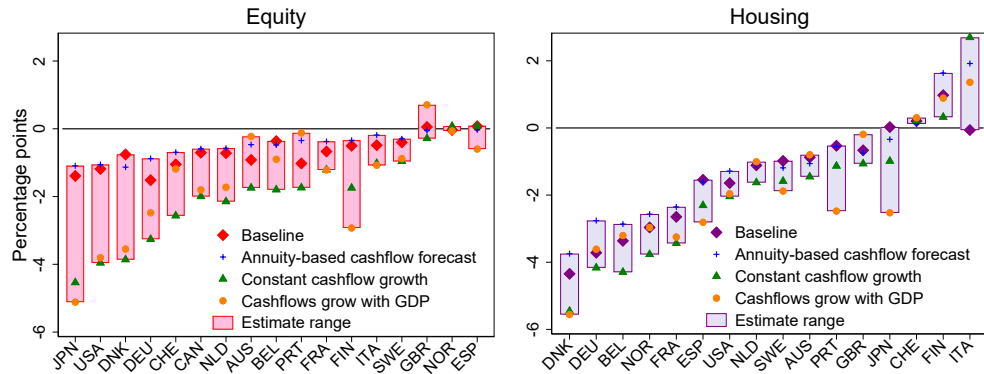 Equity
Percentage points
2
0
-2
-4
-6
Baseline
Annuity-based cashflow forecast
Constant cashflow growth
Cashflows grow with GDP
Estimate range
JPN USA DNK DEU CHE CAN NLD AUS BEL PRT FRA FIN ITA SWE GBR NOR ESP
Housing
2
0
-2
-4
-6
Baseline
Annuity-based cashflow forecast
Constant cashflow growth
Cashflows grow with GDP
Estimate range
DNK DEU BEL NOR FRA ESP USA NLD SWE AUS PRT GBR JPN CHE FIN ITA